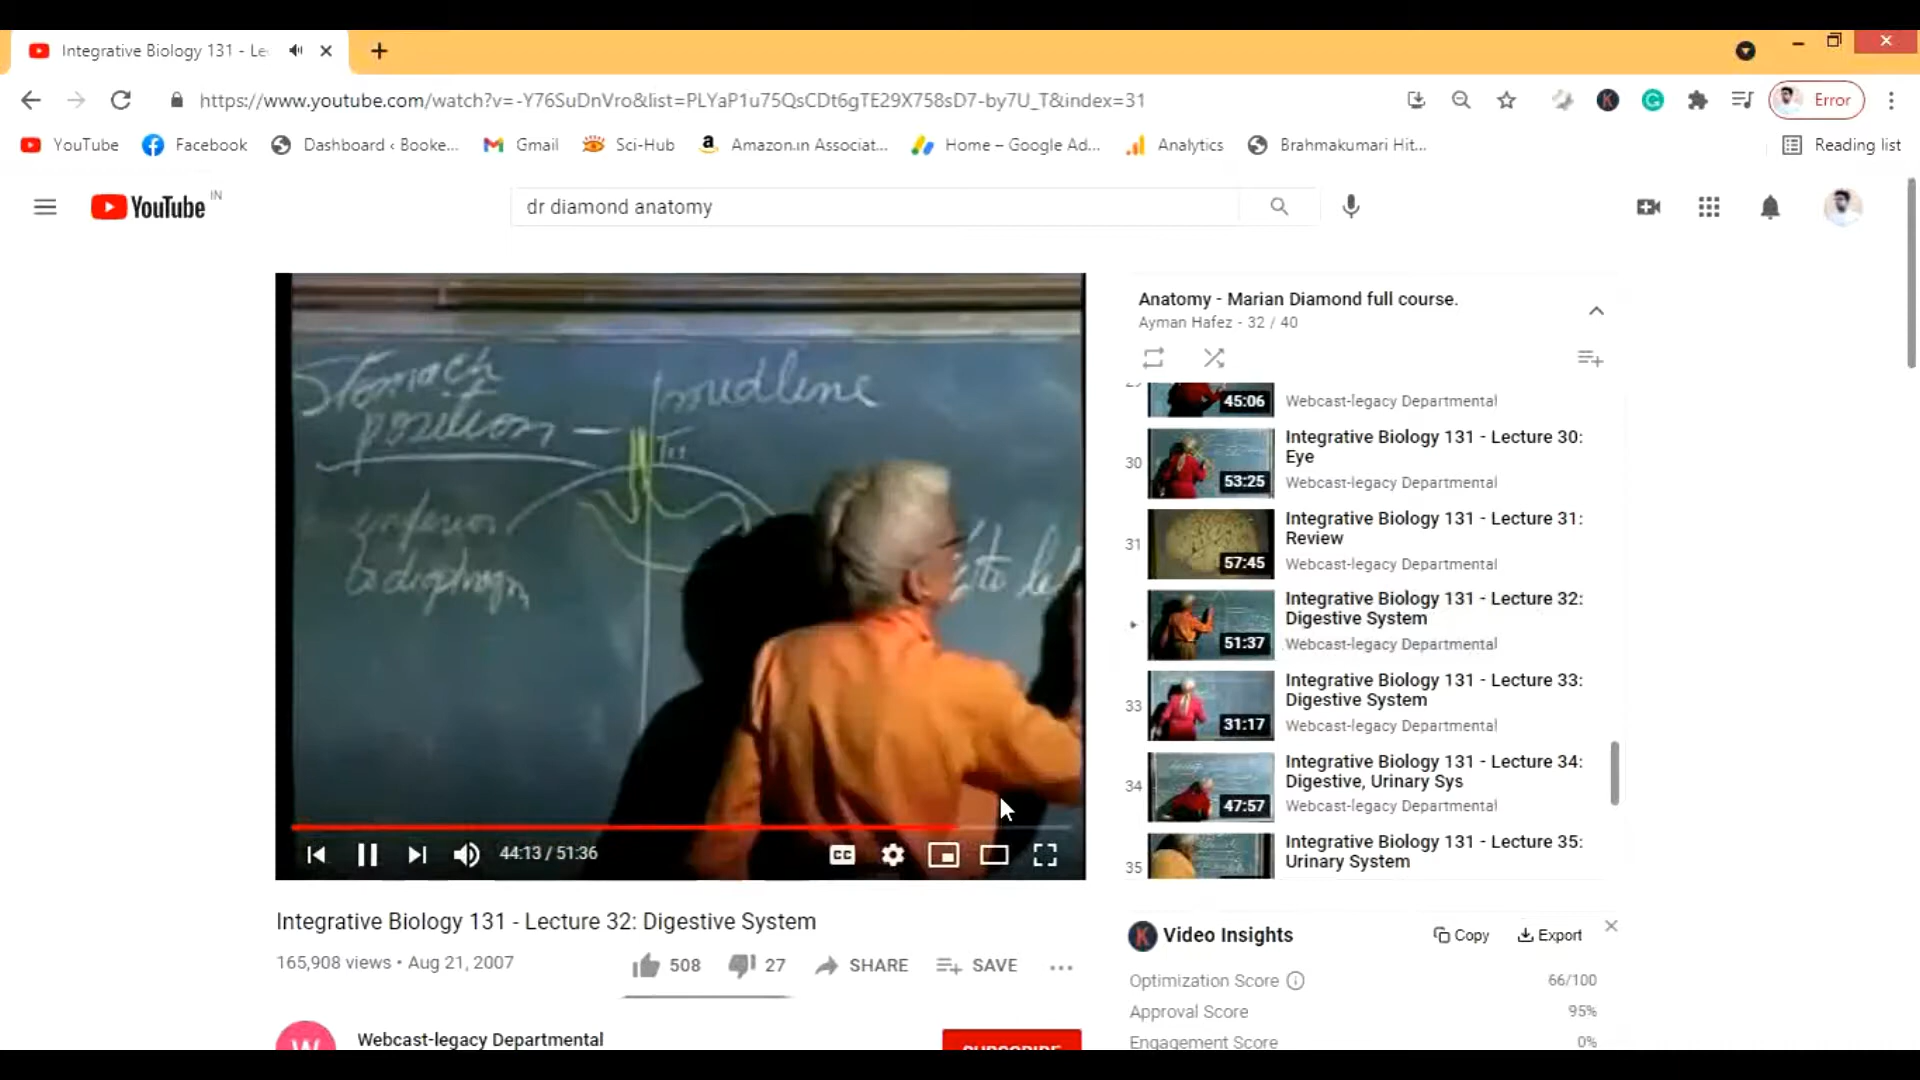 Integrative Biology 131 - Le
https://www.youtube.com/watch?v=-Y76SuDnVro&list=PLYaP1u75QsCDt6gTE29X758sD7-by7U_T&index=31
Error
YouTube
Facebook
Dashboard ‹ Booke...
Gmail
Sci-Hub
Amazon.in Associat...
Home – Google Ad...
Analytics
Brahmakumari Hit...
Reading list
YouTube IN
dr diamond anatomy
Stomach
position
midline
inferior
to diaphragm
to le
44:13 / 51:36
CC
Integrative Biology 131 - Lecture 32: Digestive System
165,908 views • Aug 21, 2007
508
27
SHARE
SAVE
W
Webcast-legacy Departmental
SUBSCRIBE
Anatomy - Marian Diamond full course.
Ayman Hafez - 32 / 40
45:06
Webcast-legacy Departmental
30
53:25
Integrative Biology 131 - Lecture 30:
Eye
Webcast-legacy Departmental
31
57:45
Integrative Biology 131 - Lecture 31:
Review
Webcast-legacy Departmental
51:37
Integrative Biology 131 - Lecture 32:
Digestive System
Webcast-legacy Departmental
33
31:17
Integrative Biology 131 - Lecture 33:
Digestive System
Webcast-legacy Departmental
34
47:57
Integrative Biology 131 - Lecture 34:
Digestive, Urinary Sys
Webcast-legacy Departmental
35
Integrative Biology 131 - Lecture 35:
Urinary System
K
Video Insights
Copy
Export
Optimization Score
66/100
Approval Score
95%
Engagement Score
0%